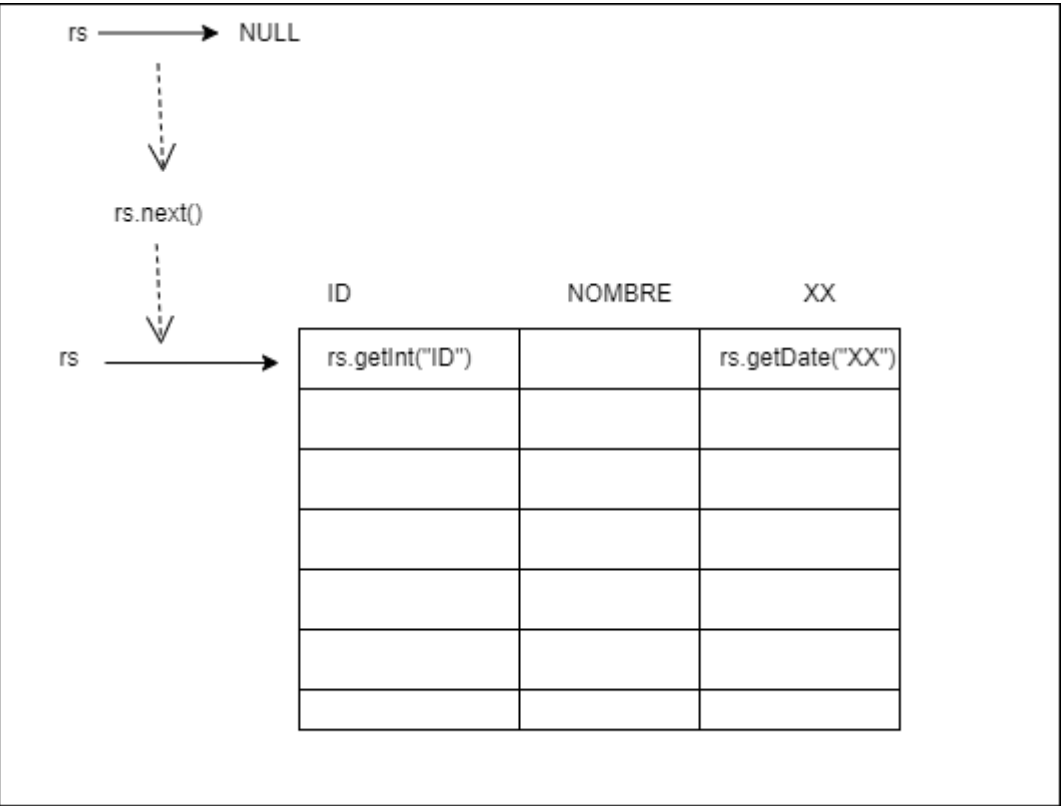 rs NULL
rs.next()
ID NOMBRE XX
rs rs.getInt("ID") rs.getDate("XX")